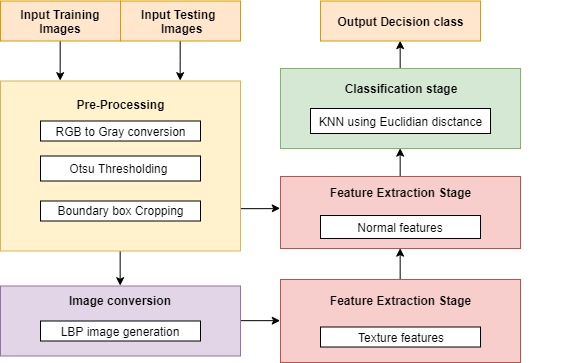 Input Training
Images
Input Testing
Images
Output Decision class
Pre-Processing
RGB to Gray conversion
Otsu Thresholding
Boundary box Cropping
Classification stage
KNN using Euclidian disctance
Feature Extraction Stage
Normal features
Image conversion
LBP image generation
Feature Extraction Stage
Texture features